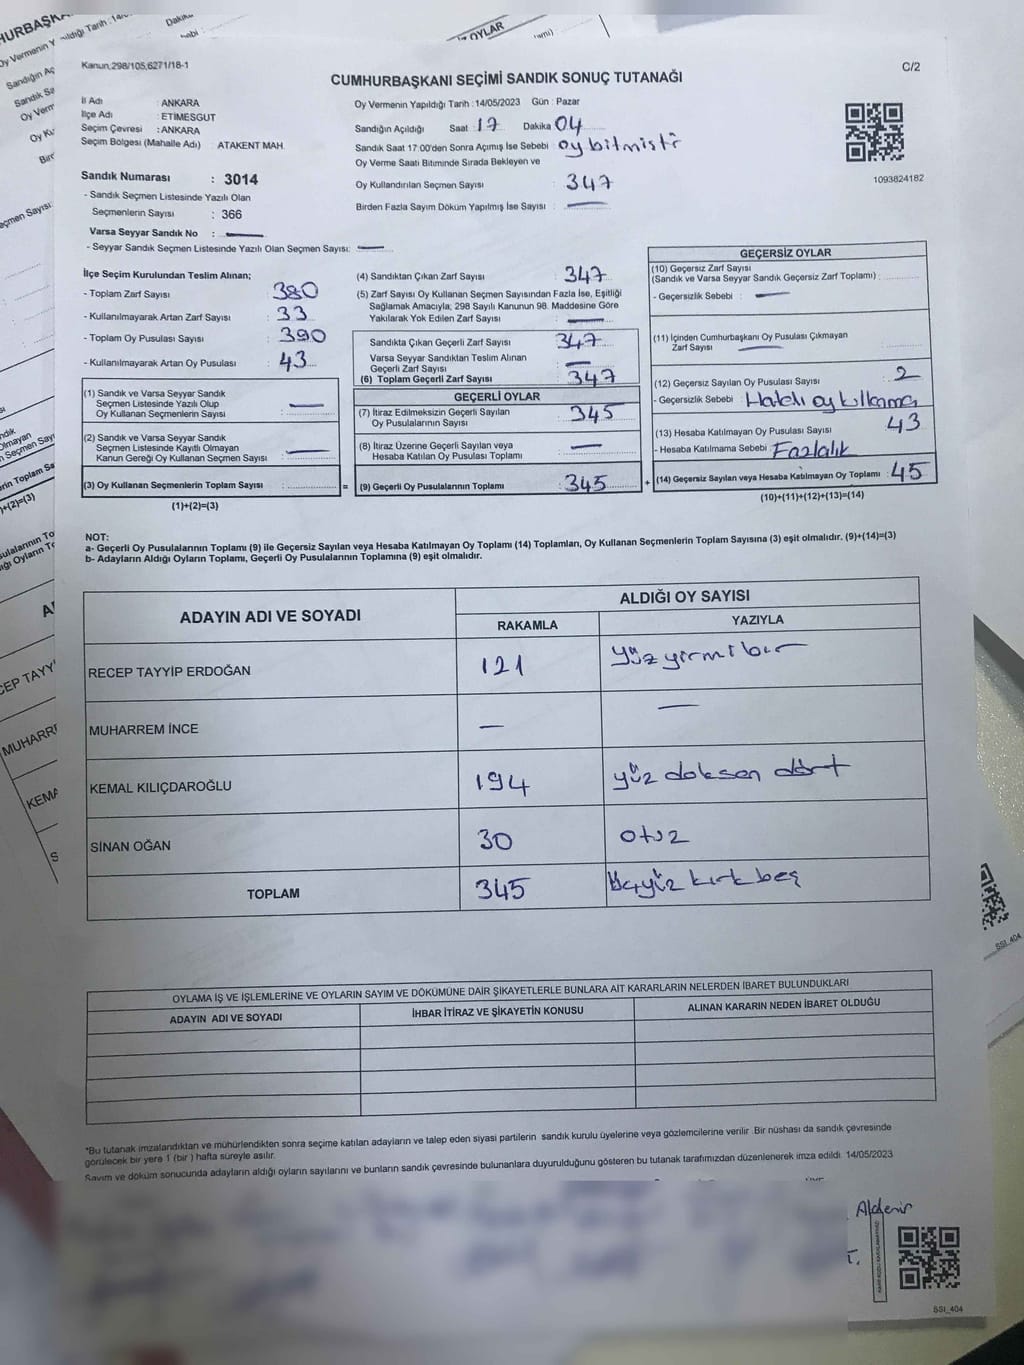 Kanun;298/105,6271/18-1
C/2
CUMHURBAŞKANI SEÇİMİ SANDIK SONUÇ TUTANAĞI
İl Adı : ANKARA
İlçe Adı : ETİMESGUT
Seçim Çevresi : ANKARA
Seçim Bölgesi (Mahalle Adı) : ATAKENT MAH.
Oy Vermenin Yapıldığı Tarih : 14/05/2023 Gün : Pazar
Sandığın Açıldığı Saat : 17 Dakika 04
Sandık Saat 17:00'den Sonra Açımış İse Sebebi : oy bitmiştir
Oy Verme Saati Bitiminde Sırada Bekleyen ve
Oy Kullandırılan Seçmen Sayısı : 347
Birden Fazla Sayım Döküm Yapılmış İse Sayısı : —
1093824182
Sandık Numarası : 3014
- Sandık Seçmen Listesinde Yazılı Olan
Seçmenlerin Sayısı : 366
Varsa Seyyar Sandık No : —
- Seyyar Sandık Seçmen Listesinde Yazılı Olan Seçmen Sayısı: —
İlçe Seçim Kurulundan Teslim Alınan;
- Toplam Zarf Sayısı : 380
- Kullanılmayarak Artan Zarf Sayısı : 33
- Toplam Oy Pusulası Sayısı : 390
- Kullanılmayarak Artan Oy Pusulası : 43
(1) Sandık ve Varsa Seyyar Sandık
Seçmen Listesinde Yazılı Olup
Oy Kullanan Seçmenlerin Sayısı : —
(2) Sandık ve Varsa Seyyar Sandık
Seçmen Listesinde Kayıtlı Olmayan
Kanun Gereği Oy Kullanan Seçmen Sayısı : —
(3) Oy Kullanan Seçmenlerin Toplam Sayısı :
(1)+(2)=(3)
(4) Sandıktan Çıkan Zarf Sayısı : 347
(5) Zarf Sayısı Oy Kullanan Seçmen Sayısından Fazla İse, Eşitliği
Sağlamak Amacıyla; 298 Sayılı Kanunun 98. Maddesine Göre
Yakılarak Yok Edilen Zarf Sayısı : —
Sandıkta Çıkan Geçerli Zarf Sayısı : 347
Varsa Seyyar Sandıktan Teslim Alınan
Geçerli Zarf Sayısı : —
(6) Toplam Geçerli Zarf Sayısı : 347
GEÇERLİ OYLAR
(7) İtiraz Edilmeksizin Geçerli Sayılan
Oy Pusulalarının Sayısı : 345
(8) İtiraz Üzerine Geçerli Sayılan veya
Hesaba Katılan Oy Pusulası Toplamı : —
= (9) Geçerli Oy Pusulalarının Toplamı : 345
GEÇERSİZ OYLAR
(10) Geçersiz Zarf Sayısı
(Sandık ve Varsa Seyyar Sandık Geçersiz Zarf Toplamı) :
- Geçersizlik Sebebi : —
(11) İçinden Cumhurbaşkanı Oy Pusulası Çıkmayan
Zarf Sayısı —
(12) Geçersiz Sayılan Oy Pusulası Sayısı : 2
- Geçersizlik Sebebi : Hatalı oy kullanma
(13) Hesaba Katılmayan Oy Pusulası Sayısı : 43
- Hesaba Katılmama Sebebi : Fazlalık
+ (14) Geçersiz Sayılan veya Hesaba Katılmayan Oy Toplamı : 45
(10)+(11)+(12)+(13)=(14)
NOT:
a- Geçerli Oy Pusulalarının Toplamı (9) ile Geçersiz Sayılan veya Hesaba Katılmayan Oy Toplamı (14) Toplamları, Oy Kullanan Seçmenlerin Toplam Sayısına (3) eşit olmalıdır. (9)+(14)=(3)
b- Adayların Aldığı Oyların Toplamı, Geçerli Oy Pusulalarının Toplamına (9) eşit olmalıdır.
ADAYIN ADI VE SOYADI
ALDIĞI OY SAYISI
RAKAMLA YAZIYLA
RECEP TAYYİP ERDOĞAN 121 yüz yirmi bir
MUHARREM İNCE — —
KEMAL KILIÇDAROĞLU 194 yüz doksan dört
SİNAN OĞAN 30 otuz
TOPLAM 345 Üçyüz kırk beş
OYLAMA İŞ VE İŞLEMLERİNE VE OYLARIN SAYIM VE DÖKÜMÜNE DAİR ŞİKAYETLERLE BUNLARA AİT KARARLARIN NELERDEN İBARET BULUNDUKLARI
ADAYIN ADI VE SOYADI İHBAR İTİRAZ VE ŞİKAYETİN KONUSU ALINAN KARARIN NEDEN İBARET OLDUĞU
*Bu tutanak imzalandıktan ve mühürlendikten sonra seçime katılan adayların ve talep eden siyasi partilerin sandık kurulu üyelerine veya gözlemcilerine verilir .Bir nüshası da sandık çevresinde
görülecek bir yere 1 (bir ) hafta süreyle asılır.
Sayım ve döküm sonucunda adayların aldığı oyların sayılarını ve bunların sandık çevresinde bulunanlara duyurulduğunu gösteren bu tutanak tarafımızdan düzenlenerek imza edildi. 14/05/2023
SSI_404